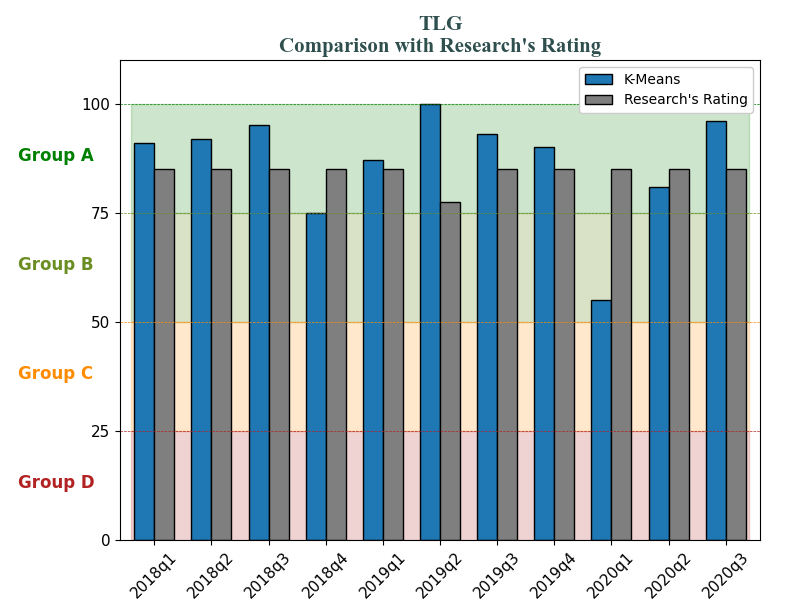 TLG
Comparison with Research's Rating
K-Means
Research's Rating
100
Group A
75
Group B
50
Group C
25
Group D
0
2018q1
2018q2
2018q3
2018q4
2019q1
2019q2
2019q3
2019q4
2020q1
2020q2
2020q3